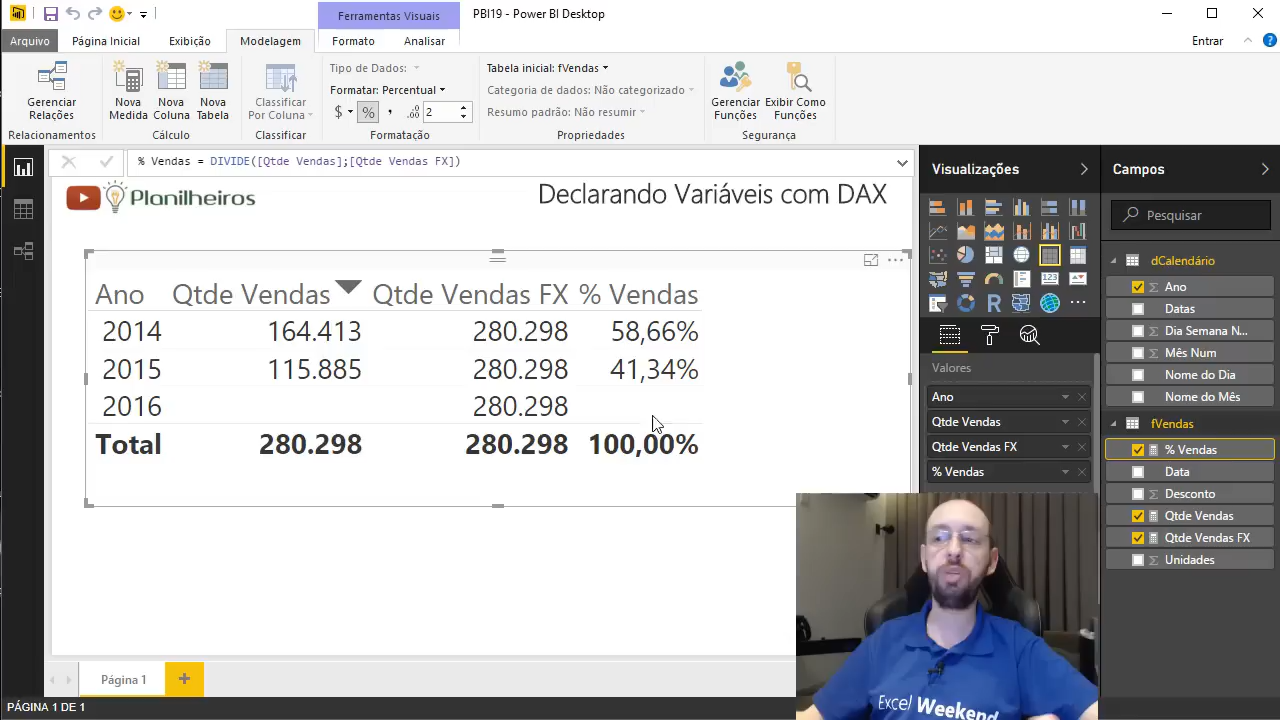 Ferramentas Visuais
PBI19 - Power BI Desktop
Arquivo
Página Inicial
Exibição
Modelagem
Formato
Analisar
Entrar
Gerenciar Relações
Relacionamentos
Nova Medida
Nova Coluna
Nova Tabela
Cálculo
Classificar Por Coluna
Classificar
Tipo de Dados:
Formatar: Percentual
$ % , .00 2
Formatação
Tabela inicial: fVendas
Categoria de dados: Não categorizado
Resumo padrão: Não resumir
Propriedades
Gerenciar Funções
Exibir Como Funções
Segurança
% Vendas = DIVIDE([Qtde Vendas];[Qtde Vendas FX])
Planilheiros
Declarando Variáveis com DAX
Ano Qtde Vendas Qtde Vendas FX % Vendas
2014 164.413 280.298 58,66%
2015 115.885 280.298 41,34%
2016 280.298
Total 280.298 280.298 100,00%
Visualizações
123
R
Valores
Ano
Qtde Vendas
Qtde Vendas FX
% Vendas
Campos
Pesquisar
dCalendário
Ano
Datas
Dia Semana N...
Mês Num
Nome do Dia
Nome do Mês
fVendas
% Vendas
Data
Desconto
Qtde Vendas
Qtde Vendas FX
Unidades
Excel Weekend
Página 1
PÁGINA 1 DE 1